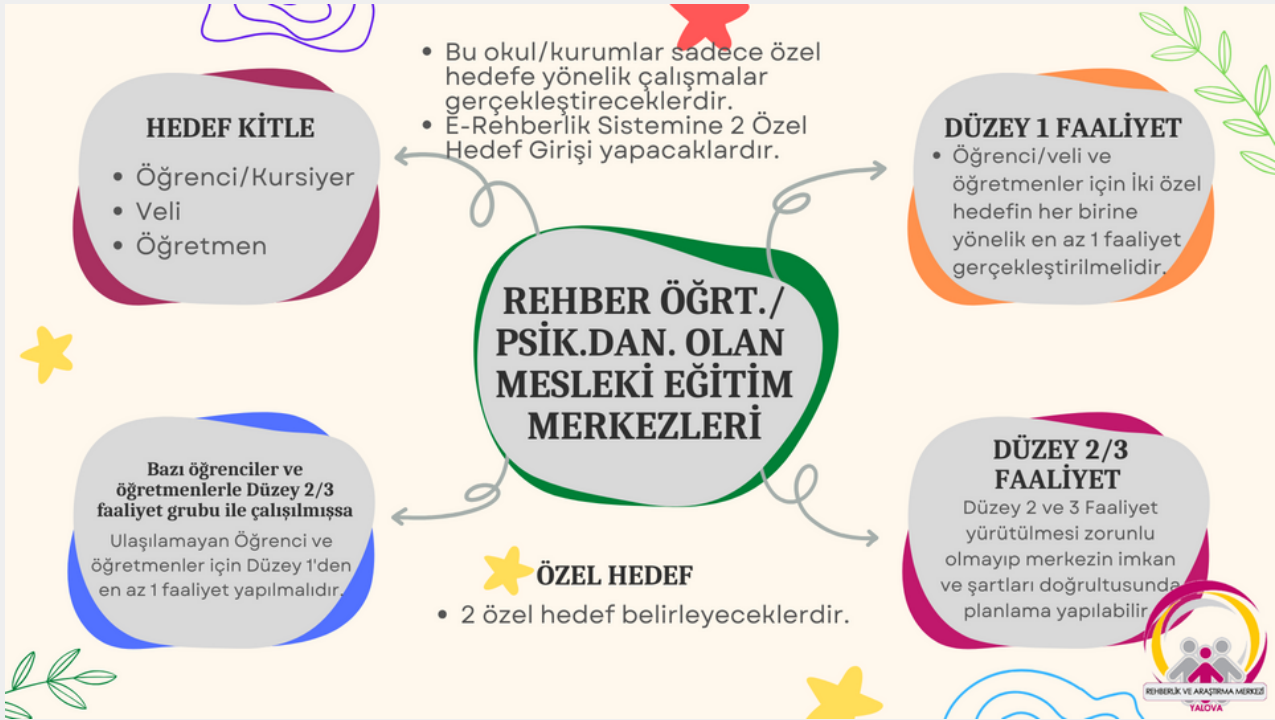 • Bu okul/kurumlar sadece özel
hedefe yönelik çalışmalar
gerçekleştireceklerdir.
• E-Rehberlik Sistemine 2 Özel
Hedef Girişi yapacaklardır.
HEDEF KİTLE
• Öğrenci/Kursiyer
• Veli
• Öğretmen
DÜZEY 1 FAALİYET
• Öğrenci/veli ve
öğretmenler için İki özel
hedefin her birine
yönelik en az 1 faaliyet
gerçekleştirilmelidir.
REHBER ÖĞRT./
PSİK.DAN. OLAN
MESLEKİ EĞİTİM
MERKEZLERİ
Bazı öğrenciler ve
öğretmenlerle Düzey 2/3
faaliyet grubu ile çalışılmışsa
Ulaşılamayan Öğrenci ve
öğretmenler için Düzey 1'den
en az 1 faaliyet yapılmalıdır.
DÜZEY 2/3
FAALİYET
Düzey 2 ve 3 Faaliyet
yürütülmesi zorunlu
olmayıp merkezin imkan
ve şartları doğrultusunda
planlama yapılabilir
ÖZEL HEDEF
• 2 özel hedef belirleyeceklerdir.
REHBERLİK VE ARAŞTIRMA MERKEZİ
YALOVA